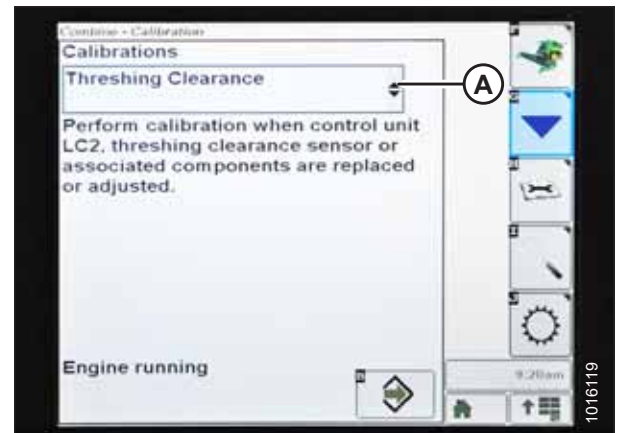 Combine - Calibration
Calibrations
Threshing Clearance
A
Perform calibration when control unit
LC2, threshing clearance sensor or
associated components are replaced
or adjusted.
Engine running
9:20am
1016119